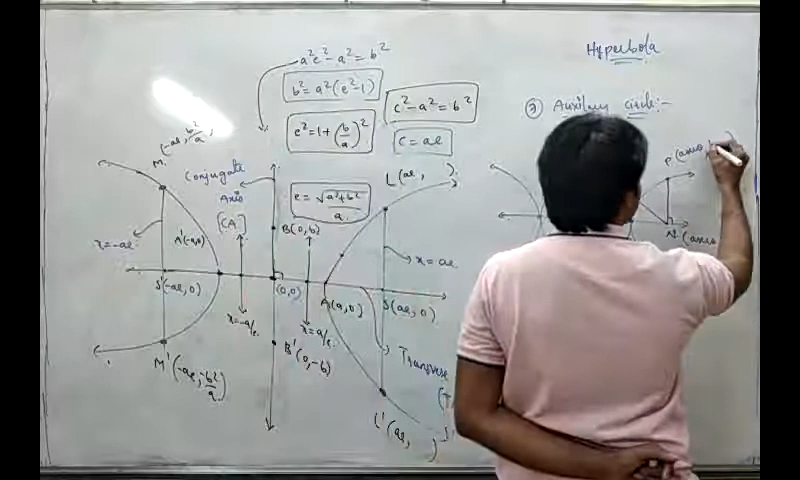 Hyperbola
a²e² - a² = b²
b² = a²(e²-1)
c² - a² = b²
③ Auxiliary circle:-
e² = 1 + (b/a)²
c = ae
M(-ae, b²/a)
Conjugate
Axis
[CA]
e = √(a²+b²)/a
L(ae, )
P(
N(
A'(-a,0)
B(0,b)
x=-ae
x=ae
S'(-ae,0)
(0,0)
A(a,0)
S(ae,0)
x=-a/e
x=a/e
B'(0,-b)
Transverse
M'(-ae, -b²/a)
L'(ae, )